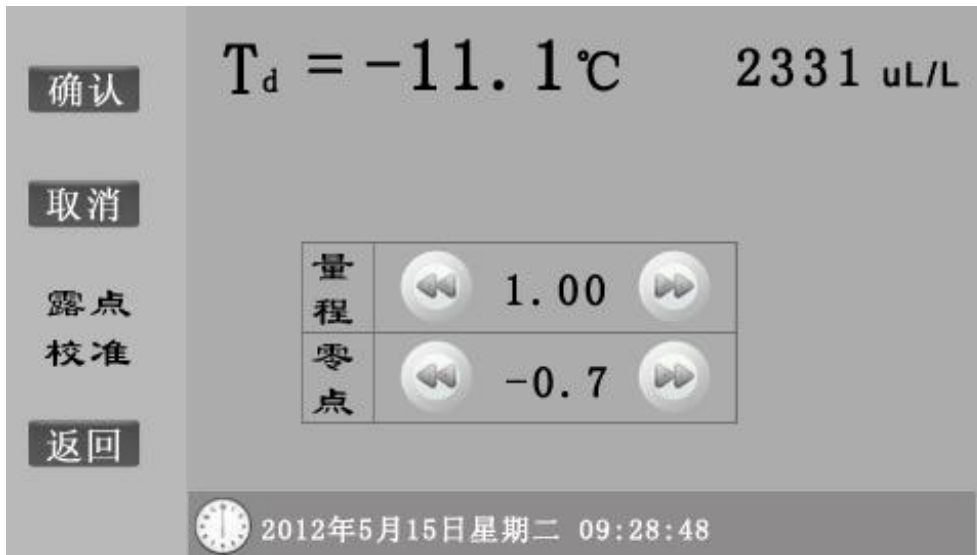 确认
取消
露点
校准
返回
Td = -11.1℃ 2331 uL/L
量程 1.00
零点 -0.7
2012年5月15日星期二 09:28:48